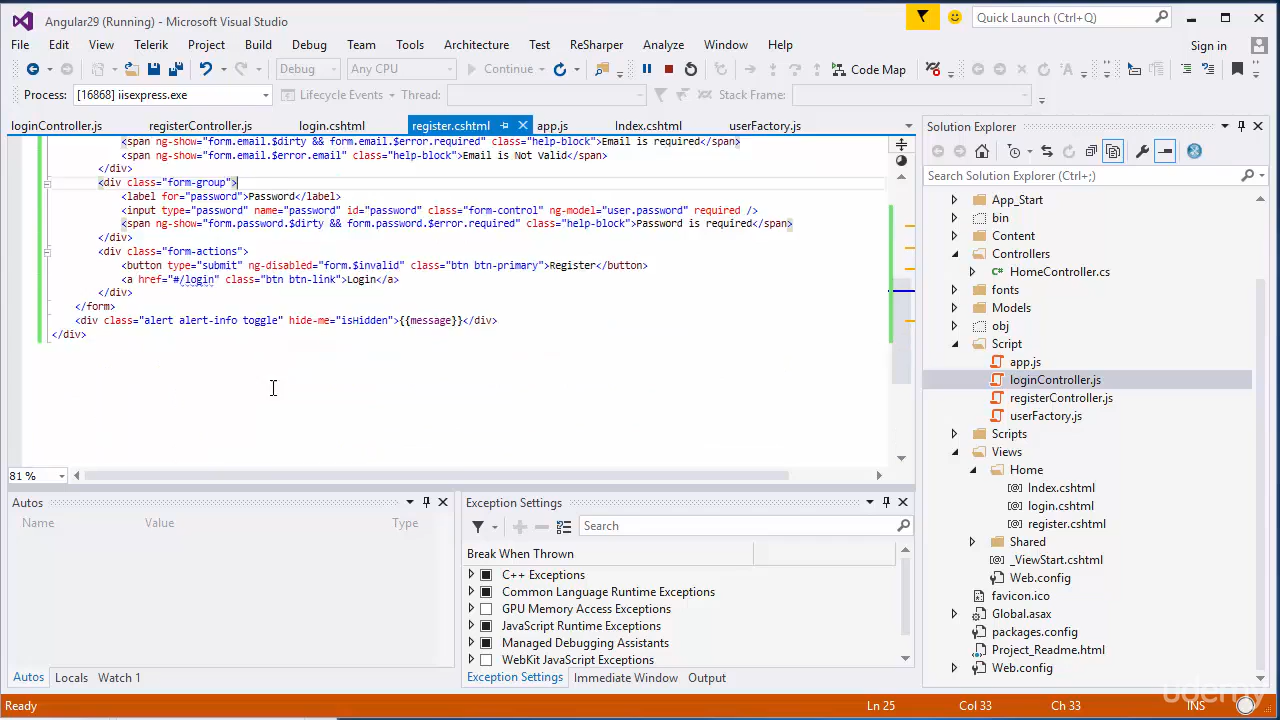 Angular29 (Running) - Microsoft Visual Studio
Quick Launch (Ctrl+Q)
File Edit View Telerik Project Build Debug Team Tools Architecture Test ReSharper Analyze Window Help
Sign in
Debug Any CPU Continue Code Map
Process: [16868] iisexpress.exe Lifecycle Events Thread: Stack Frame:
loginController.js registerController.js login.cshtml register.cshtml app.js Index.cshtml userFactory.js
<span ng-show="form.email.$dirty && form.email.$error.required" class="help-block">Email is required</span>
<span ng-show="form.email.$error.email" class="help-block">Email is Not Valid</span>
</div>
<div class="form-group">
<label for="password">Password</label>
<input type="password" name="password" id="password" class="form-control" ng-model="user.password" required />
<span ng-show="form.password.$dirty && form.password.$error.required" class="help-block">Password is required</span>
</div>
<div class="form-actions">
<button type="submit" ng-disabled="form.$invalid" class="btn btn-primary">Register</button>
<a href="#/login" class="btn btn-link">Login</a>
</div>
</form>
<div class="alert alert-info toggle" hide-me="isHidden">{{message}}</div>
</div>
81 %
Solution Explorer
Search Solution Explorer (Ctrl+;)
App_Start
bin
Content
Controllers
HomeController.cs
fonts
Models
obj
Script
app.js
loginController.js
registerController.js
userFactory.js
Scripts
Views
Home
Index.cshtml
login.cshtml
register.cshtml
Shared
_ViewStart.cshtml
Web.config
favicon.ico
Global.asax
packages.config
Project_Readme.html
Web.config
Autos
Name Value Type
Autos Locals Watch 1
Exception Settings
Search
Break When Thrown
C++ Exceptions
Common Language Runtime Exceptions
GPU Memory Access Exceptions
JavaScript Runtime Exceptions
Managed Debugging Assistants
WebKit JavaScript Exceptions
Exception Settings Immediate Window Output
Ready Ln 25 Col 33 Ch 33 INS
udemy